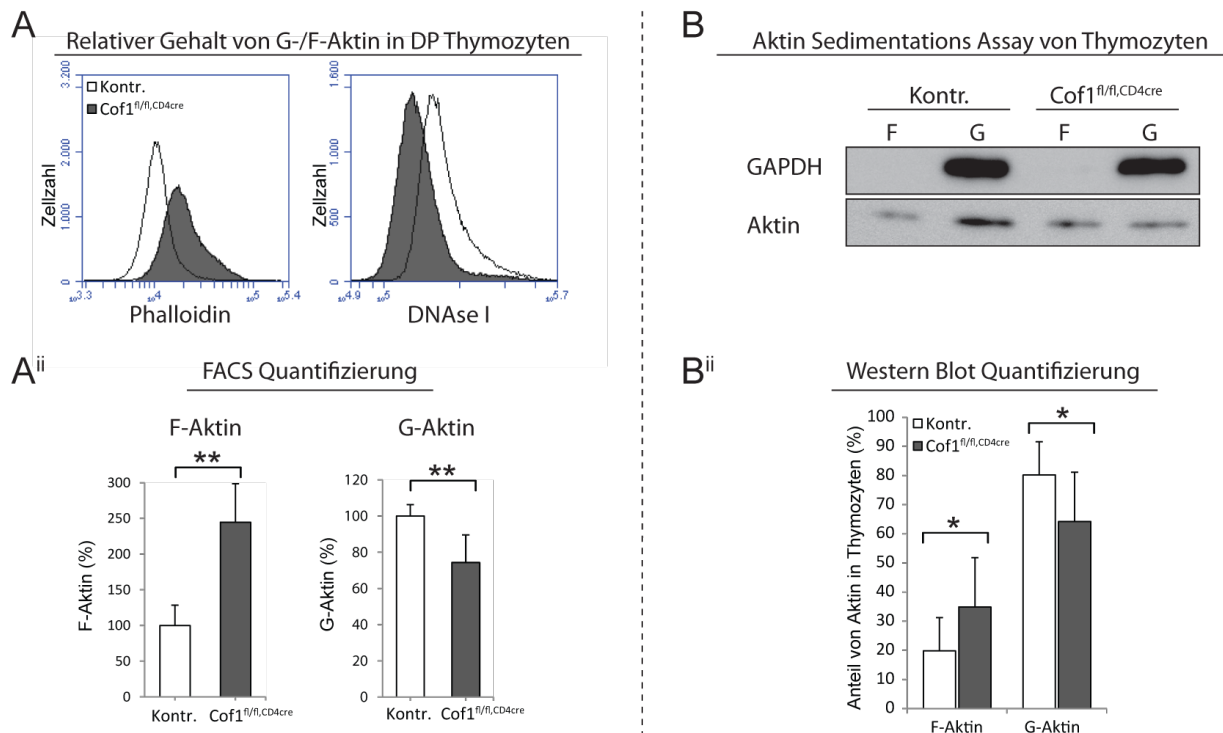 A
Relativer Gehalt von G-/F-Aktin in DP Thymozyten
3.200
2.000
1.000
0
Zellzahl
Kontr.
Cof1fl/fl,CD4cre
10 3.3
10 4
10 5
10 5.4
Phalloidin
1.600
1.000
500
0
Zellzahl
10 4.9
10 5
10 5.7
DNAse I
Aii
FACS Quantifizierung
F-Aktin
**
300
250
200
150
100
50
0
F-Aktin (%)
Kontr.
Cof1fl/fl,CD4cre
G-Aktin
**
120
100
80
60
40
20
0
G-Aktin (%)
Kontr.
Cof1fl/fl,CD4cre
B
Aktin Sedimentations Assay von Thymozyten
Kontr.
Cof1fl/fl,CD4cre
F G F G
GAPDH
Aktin
Bii
Western Blot Quantifizierung
100
90
80
70
60
50
40
30
20
10
0
Anteil von Aktin in Thymozyten (%)
Kontr.
Cof1fl/fl,CD4cre
*
*
F-Aktin
G-Aktin